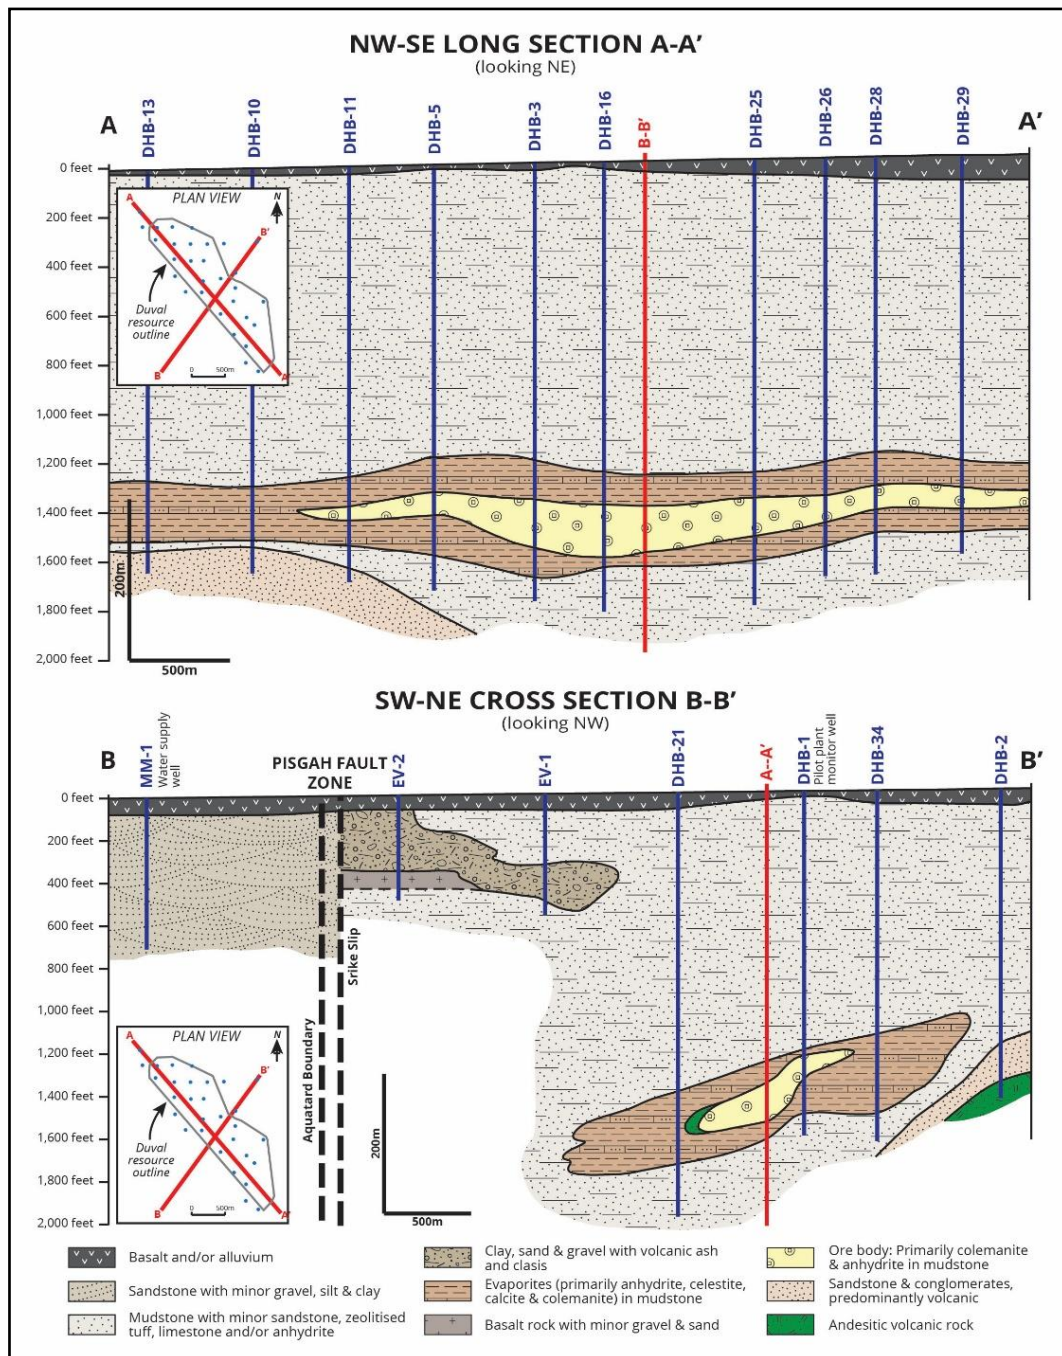 NW-SE LONG SECTION A-A’
(looking NE)
A
DHB-13
DHB-10
DHB-11
DHB-5
DHB-3
DHB-16
B-B’
DHB-25
DHB-26
DHB-28
DHB-29
A’
0 feet
200 feet
400 feet
600 feet
800 feet
1,000 feet
1,200 feet
1,400 feet
1,600 feet
1,800 feet
2,000 feet
PLAN VIEW
N
A
B’
Duval
resource
outline
B
0 500m
A’
200m
500m
SW-NE CROSS SECTION B-B’
(looking NW)
B
MM-1
Water supply
well
PISGAH FAULT
ZONE
EV-2
EV-1
DHB-21
A--A’
DHB-1
Pilot plant
monitor well
DHB-34
DHB-2
B’
0 feet
200 feet
400 feet
600 feet
800 feet
1,000 feet
1,200 feet
1,400 feet
1,600 feet
1,800 feet
2,000 feet
Aquatard Boundary
Srike Slip
PLAN VIEW
N
A
B’
Duval
resource
outline
B
0 500m
A’
200m
500m
Basalt and/or alluvium
Sandstone with minor gravel, silt & clay
Mudstone with minor sandstone, zeolitised
tuff, limestone and/or anhydrite
Clay, sand & gravel with volcanic ash
and clasis
Evaporites (primarily anhydrite, celestite,
calcite & colemanite) in mudstone
Basalt rock with minor gravel & sand
Ore body: Primarily colemanite
& anhydrite in mudstone
Sandstone & conglomerates,
predominantly volcanic
Andesitic volcanic rock